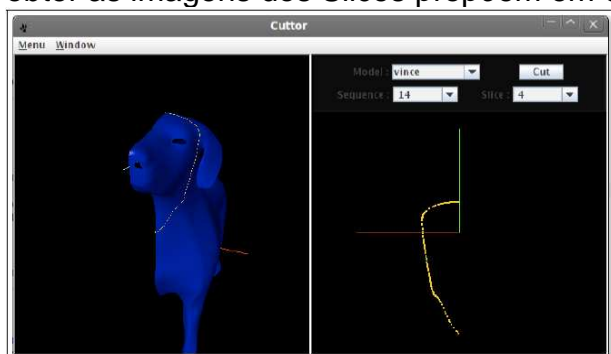 obter as imagens dos Slices propõem em
Cuttor
Menu Window
Model : vince Cut
Sequence : 14 Slice : 4